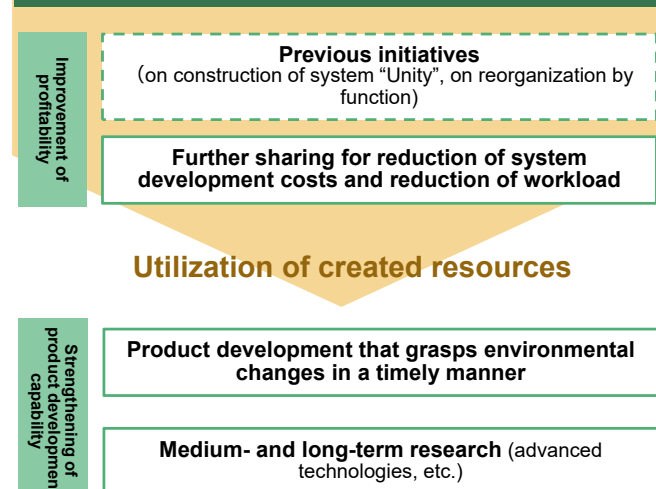 Improvement of
profitability
Previous initiatives
(on construction of system “Unity”, on reorganization by
function)
Further sharing for reduction of system
development costs and reduction of workload
Utilization of created resources
Strengthening of
product development
capability
Product development that grasps environmental
changes in a timely manner
Medium- and long-term research (advanced
technologies, etc.)